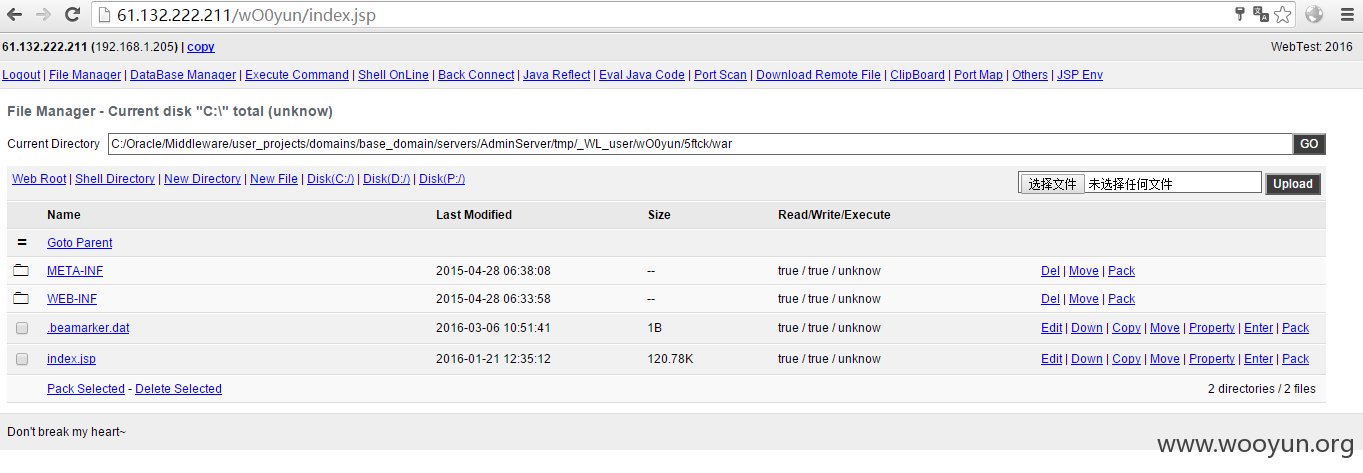 61.132.222.211/wO0yun/index.jsp
61.132.222.211 (192.168.1.205) | copy WebTest: 2016
Logout | File Manager | DataBase Manager | Execute Command | Shell OnLine | Back Connect | Java Reflect | Eval Java Code | Port Scan | Download Remote File | ClipBoard | Port Map | Others | JSP Env
File Manager - Current disk "C:\" total (unknow)
Current Directory C:/Oracle/Middleware/user_projects/domains/base_domain/servers/AdminServer/tmp/_WL_user/wO0yun/5ftck/war GO
Web Root | Shell Directory | New Directory | New File | Disk(C:/) | Disk(D:/) | Disk(P:/) 选择文件 未选择任何文件 Upload
Name Last Modified Size Read/Write/Execute
= Goto Parent
META-INF 2015-04-28 06:38:08 -- true / true / unknow Del | Move | Pack
WEB-INF 2015-04-28 06:33:58 -- true / true / unknow Del | Move | Pack
.beamarker.dat 2016-03-06 10:51:41 1B true / true / unknow Edit | Down | Copy | Move | Property | Enter | Pack
index.jsp 2016-01-21 12:35:12 120.78K true / true / unknow Edit | Down | Copy | Move | Property | Enter | Pack
Pack Selected - Delete Selected 2 directories / 2 files
Don't break my heart~
www.wooyun.org